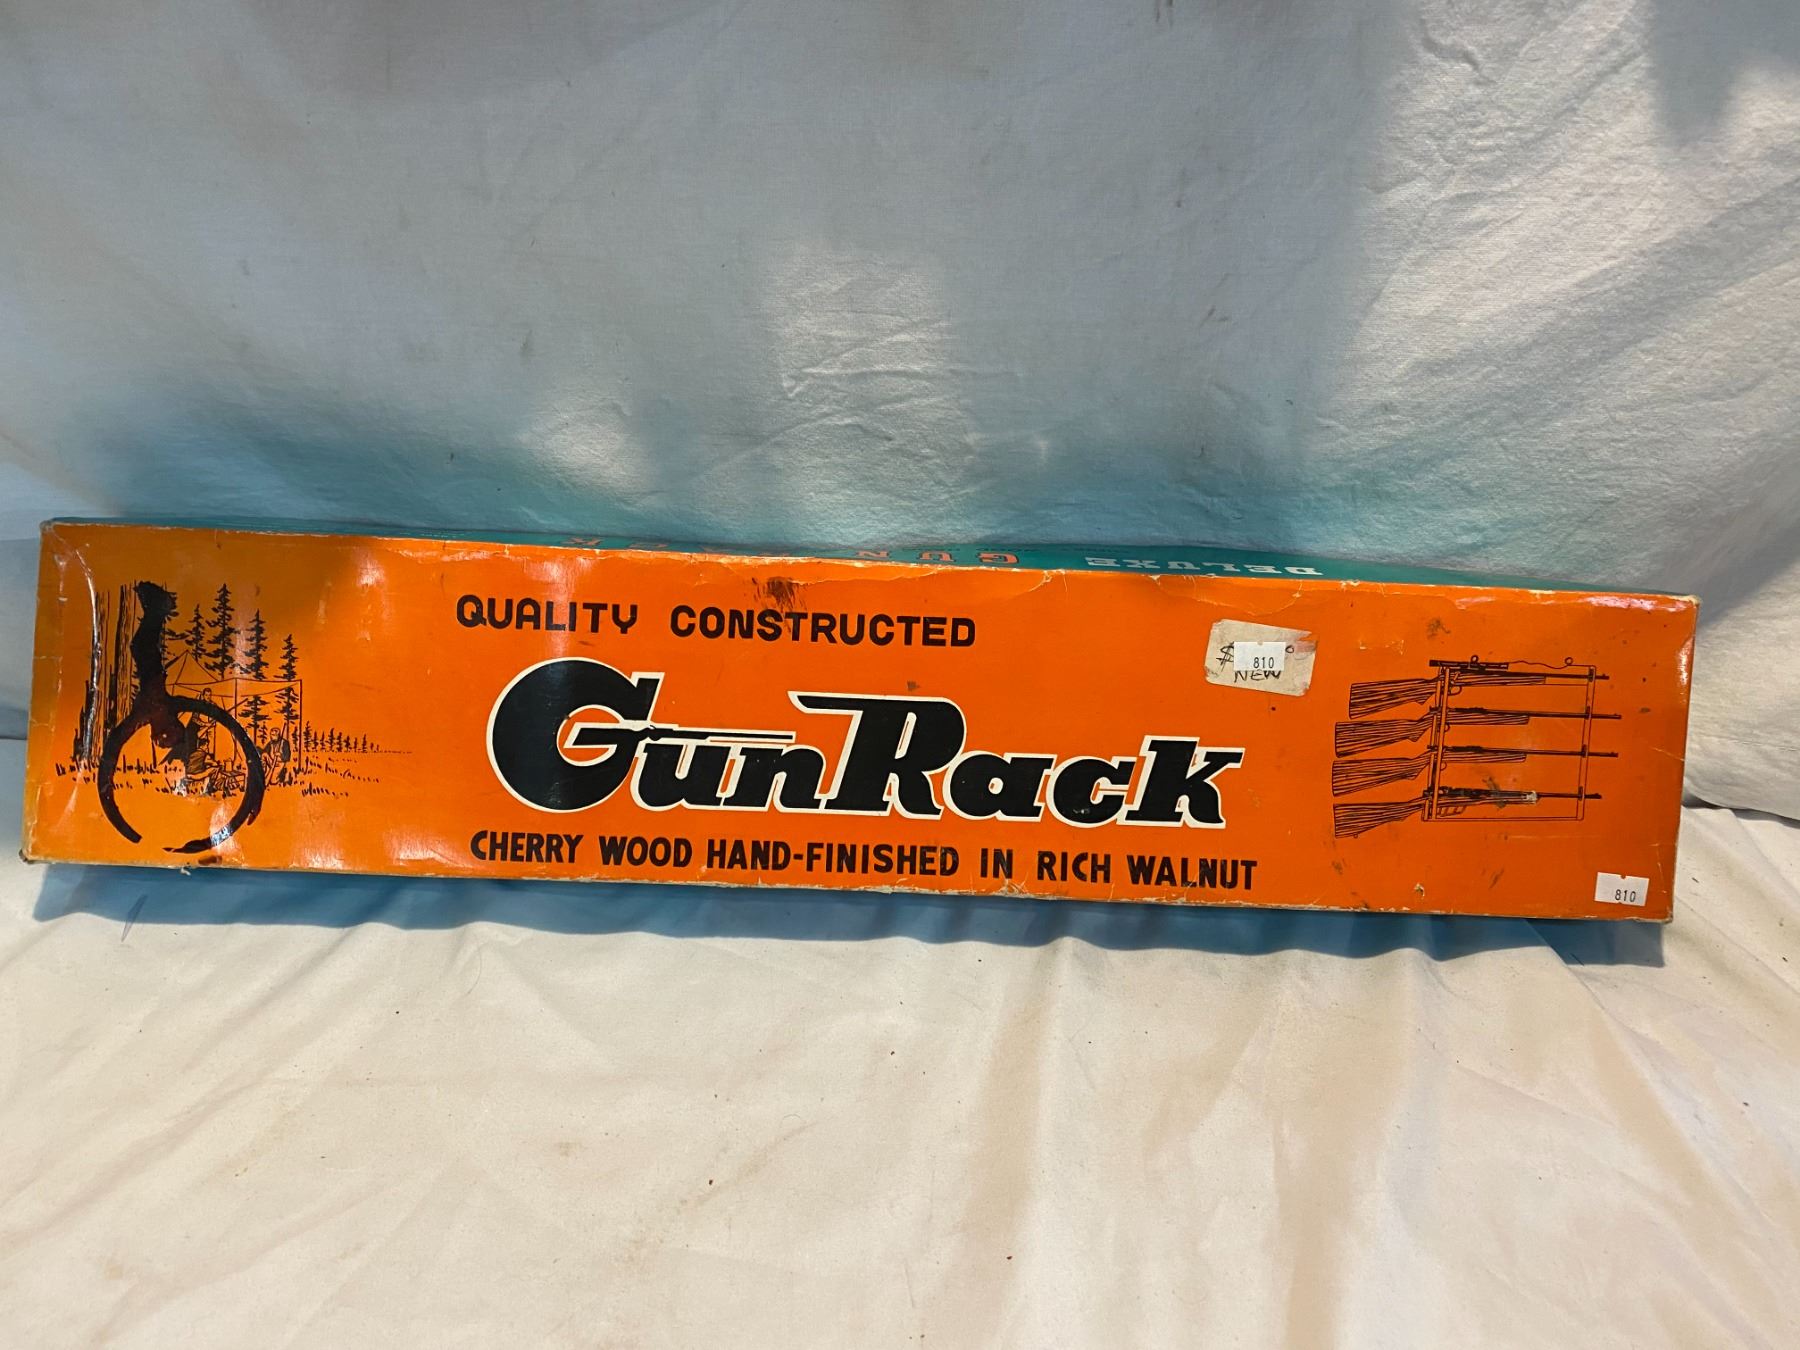 DELUXE GUN RACK
QUALITY CONSTRUCTED
GunRack
CHERRY WOOD HAND-FINISHED IN RICH WALNUT
$
810
NEW
810